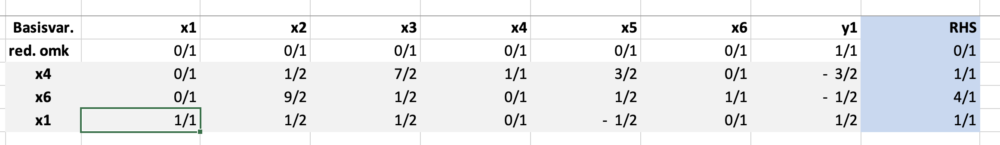 Basisvar. x1 x2 x3 x4 x5 x6 y1 RHS
red. omk 0/1 0/1 0/1 0/1 0/1 0/1 1/1 0/1
x4 0/1 1/2 7/2 1/1 3/2 0/1 - 3/2 1/1
x6 0/1 9/2 1/2 0/1 1/2 1/1 - 1/2 4/1
x1 1/1 1/2 1/2 0/1 - 1/2 0/1 1/2 1/1